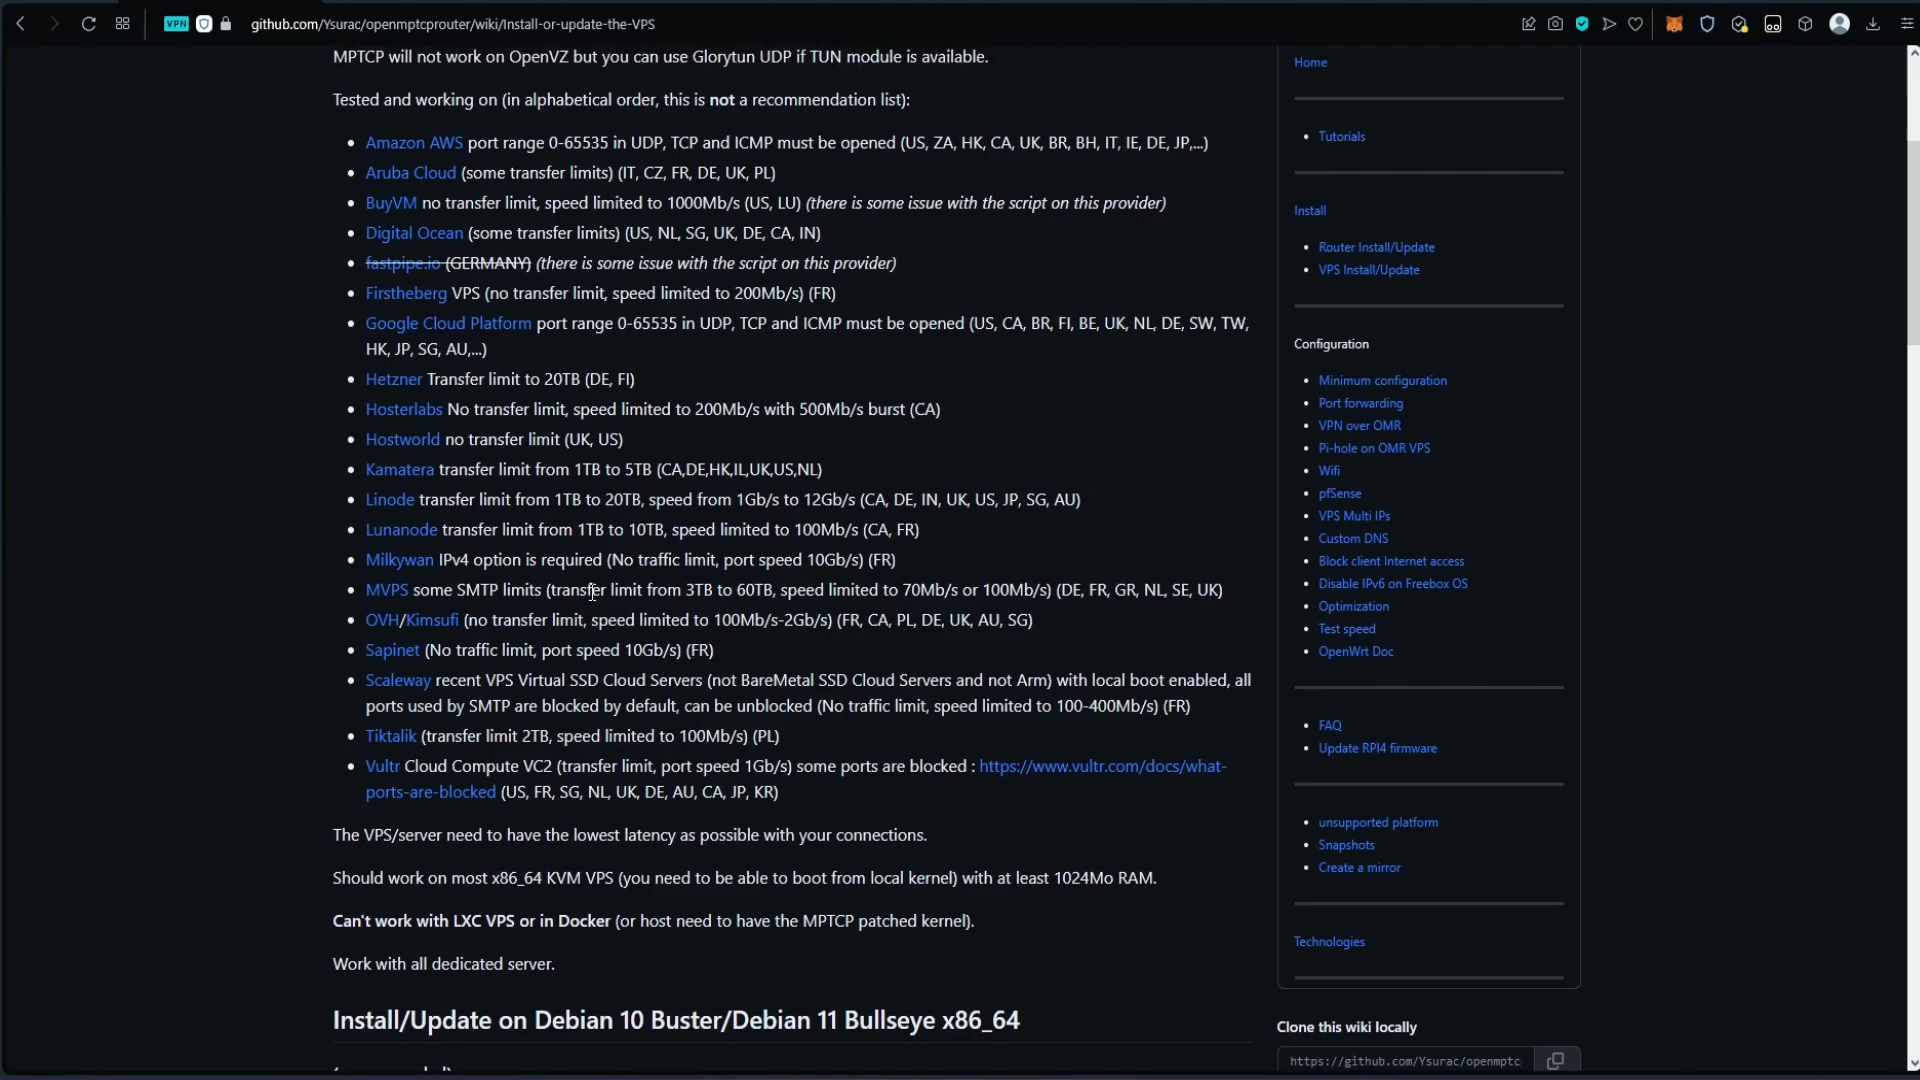 VPN
github.com/Ysurac/openmptcprouter/wiki/Install-or-update-the-VPS
MPTCP will not work on OpenVZ but you can use Glorytun UDP if TUN module is available.
Tested and working on (in alphabetical order, this is not a recommendation list):
Amazon AWS port range 0-65535 in UDP, TCP and ICMP must be opened (US, ZA, HK, CA, UK, BR, BH, IT, IE, DE, JP,...)
Aruba Cloud (some transfer limits) (IT, CZ, FR, DE, UK, PL)
BuyVM no transfer limit, speed limited to 1000Mb/s (US, LU) (there is some issue with the script on this provider)
Digital Ocean (some transfer limits) (US, NL, SG, UK, DE, CA, IN)
fastpipe.io (GERMANY) (there is some issue with the script on this provider)
Firstheberg VPS (no transfer limit, speed limited to 200Mb/s) (FR)
Google Cloud Platform port range 0-65535 in UDP, TCP and ICMP must be opened (US, CA, BR, FI, BE, UK, NL, DE, SW, TW,
HK, JP, SG, AU,...)
Hetzner Transfer limit to 20TB (DE, FI)
Hosterlabs No transfer limit, speed limited to 200Mb/s with 500Mb/s burst (CA)
Hostworld no transfer limit (UK, US)
Kamatera transfer limit from 1TB to 5TB (CA,DE,HK,IL,UK,US,NL)
Linode transfer limit from 1TB to 20TB, speed from 1Gb/s to 12Gb/s (CA, DE, IN, UK, US, JP, SG, AU)
Lunanode transfer limit from 1TB to 10TB, speed limited to 100Mb/s (CA, FR)
Milkywan IPv4 option is required (No traffic limit, port speed 10Gb/s) (FR)
MVPS some SMTP limits (transfer limit from 3TB to 60TB, speed limited to 70Mb/s or 100Mb/s) (DE, FR, GR, NL, SE, UK)
OVH/Kimsufi (no transfer limit, speed limited to 100Mb/s-2Gb/s) (FR, CA, PL, DE, UK, AU, SG)
Sapinet (No traffic limit, port speed 10Gb/s) (FR)
Scaleway recent VPS Virtual SSD Cloud Servers (not BareMetal SSD Cloud Servers and not Arm) with local boot enabled, all
ports used by SMTP are blocked by default, can be unblocked (No traffic limit, speed limited to 100-400Mb/s) (FR)
Tiktalik (transfer limit 2TB, speed limited to 100Mb/s) (PL)
Vultr Cloud Compute VC2 (transfer limit, port speed 1Gb/s) some ports are blocked : https://www.vultr.com/docs/what-
ports-are-blocked (US, FR, SG, NL, UK, DE, AU, CA, JP, KR)
The VPS/server need to have the lowest latency as possible with your connections.
Should work on most x86_64 KVM VPS (you need to be able to boot from local kernel) with at least 1024Mo RAM.
Can't work with LXC VPS or in Docker (or host need to have the MPTCP patched kernel).
Work with all dedicated server.
Install/Update on Debian 10 Buster/Debian 11 Bullseye x86_64
Home
Tutorials
Install
Router Install/Update
VPS Install/Update
Configuration
Minimum configuration
Port forwarding
VPN over OMR
Pi-hole on OMR VPS
Wifi
pfSense
VPS Multi IPs
Custom DNS
Block client Internet access
Disable IPv6 on Freebox OS
Optimization
Test speed
OpenWrt Doc
FAQ
Update RPI4 firmware
unsupported platform
Snapshots
Create a mirror
Technologies
Clone this wiki locally
https://github.com/Ysurac/openmptc